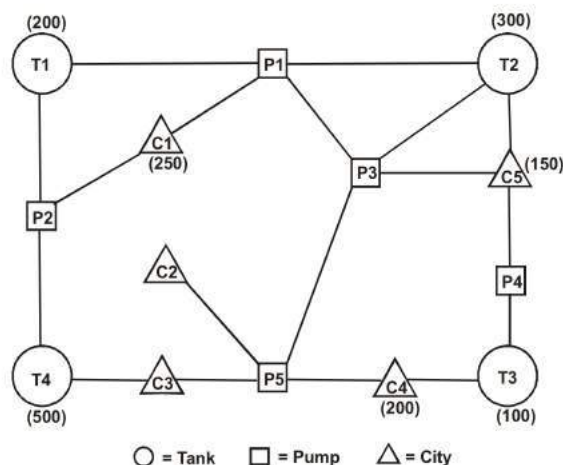 (200)
(300)
T1
P1
T2
C1
(250)
P3
C5
(150)
P2
C2
P4
T4
C3
P5
C4
T3
(500)
(200)
(100)
= Tank
= Pump
= City